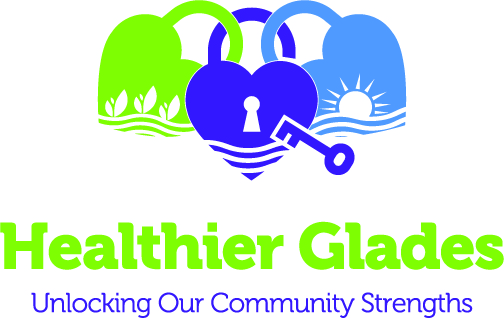 Healthier Glades
Unlocking Our Community Strengths